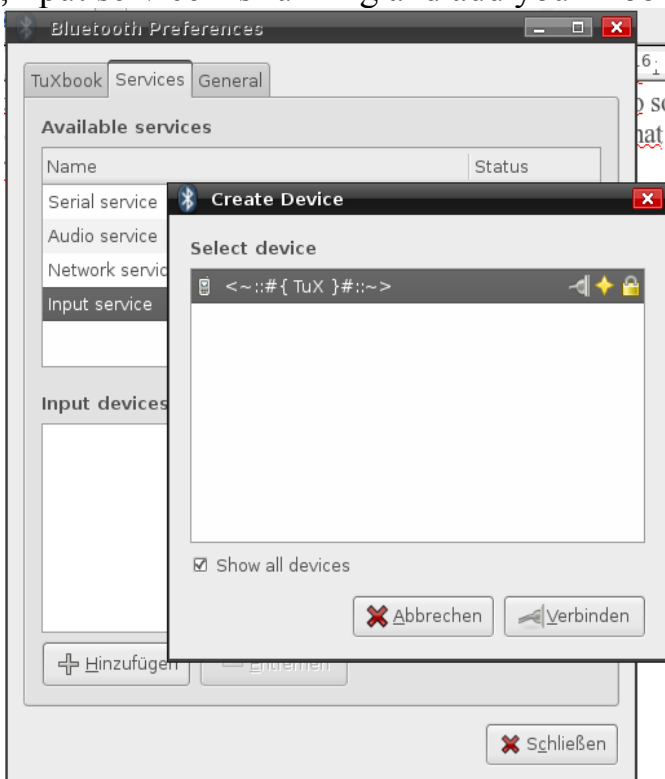 Bluetooth Preferences
TuXbook Services General
Available services
Name Status
Serial service
Audio service
Network servic
Input service
Input devices
Hinzufügen Entfernen
Schließen
Create Device
Select device
<~::#{ TuX }#::~>
Show all devices
Abbrechen Verbinden